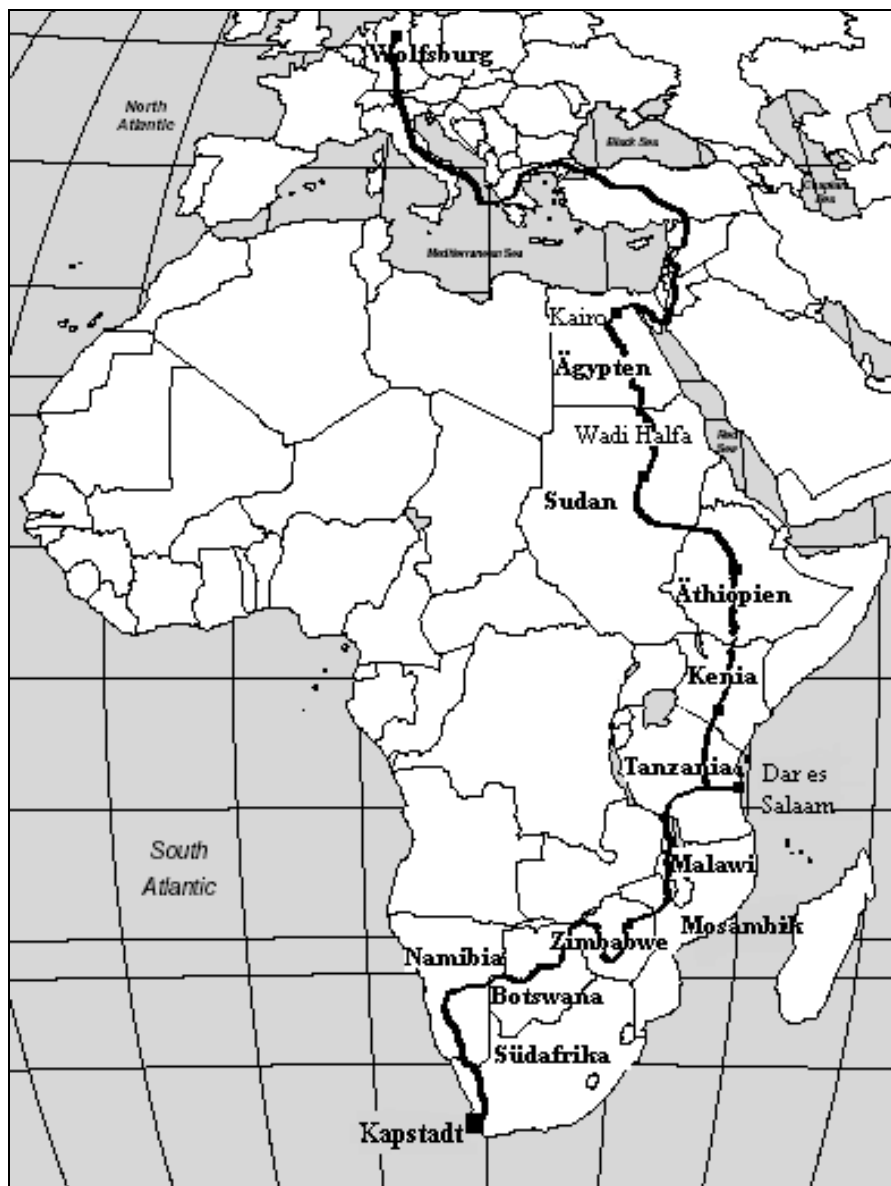 Wolfsburg
North
Atlantic
Black Sea
Caspian
Sea
Mediterranean Sea
Kairo
Ägypten
Wadi Halfa
Red
Sea
Sudan
Äthiopien
Kenia
Tanzania
Dar es
Salaam
South
Atlantic
Malawi
Mosambik
Zimbabwe
Namibia
Botswana
Südafrika
Kapstadt